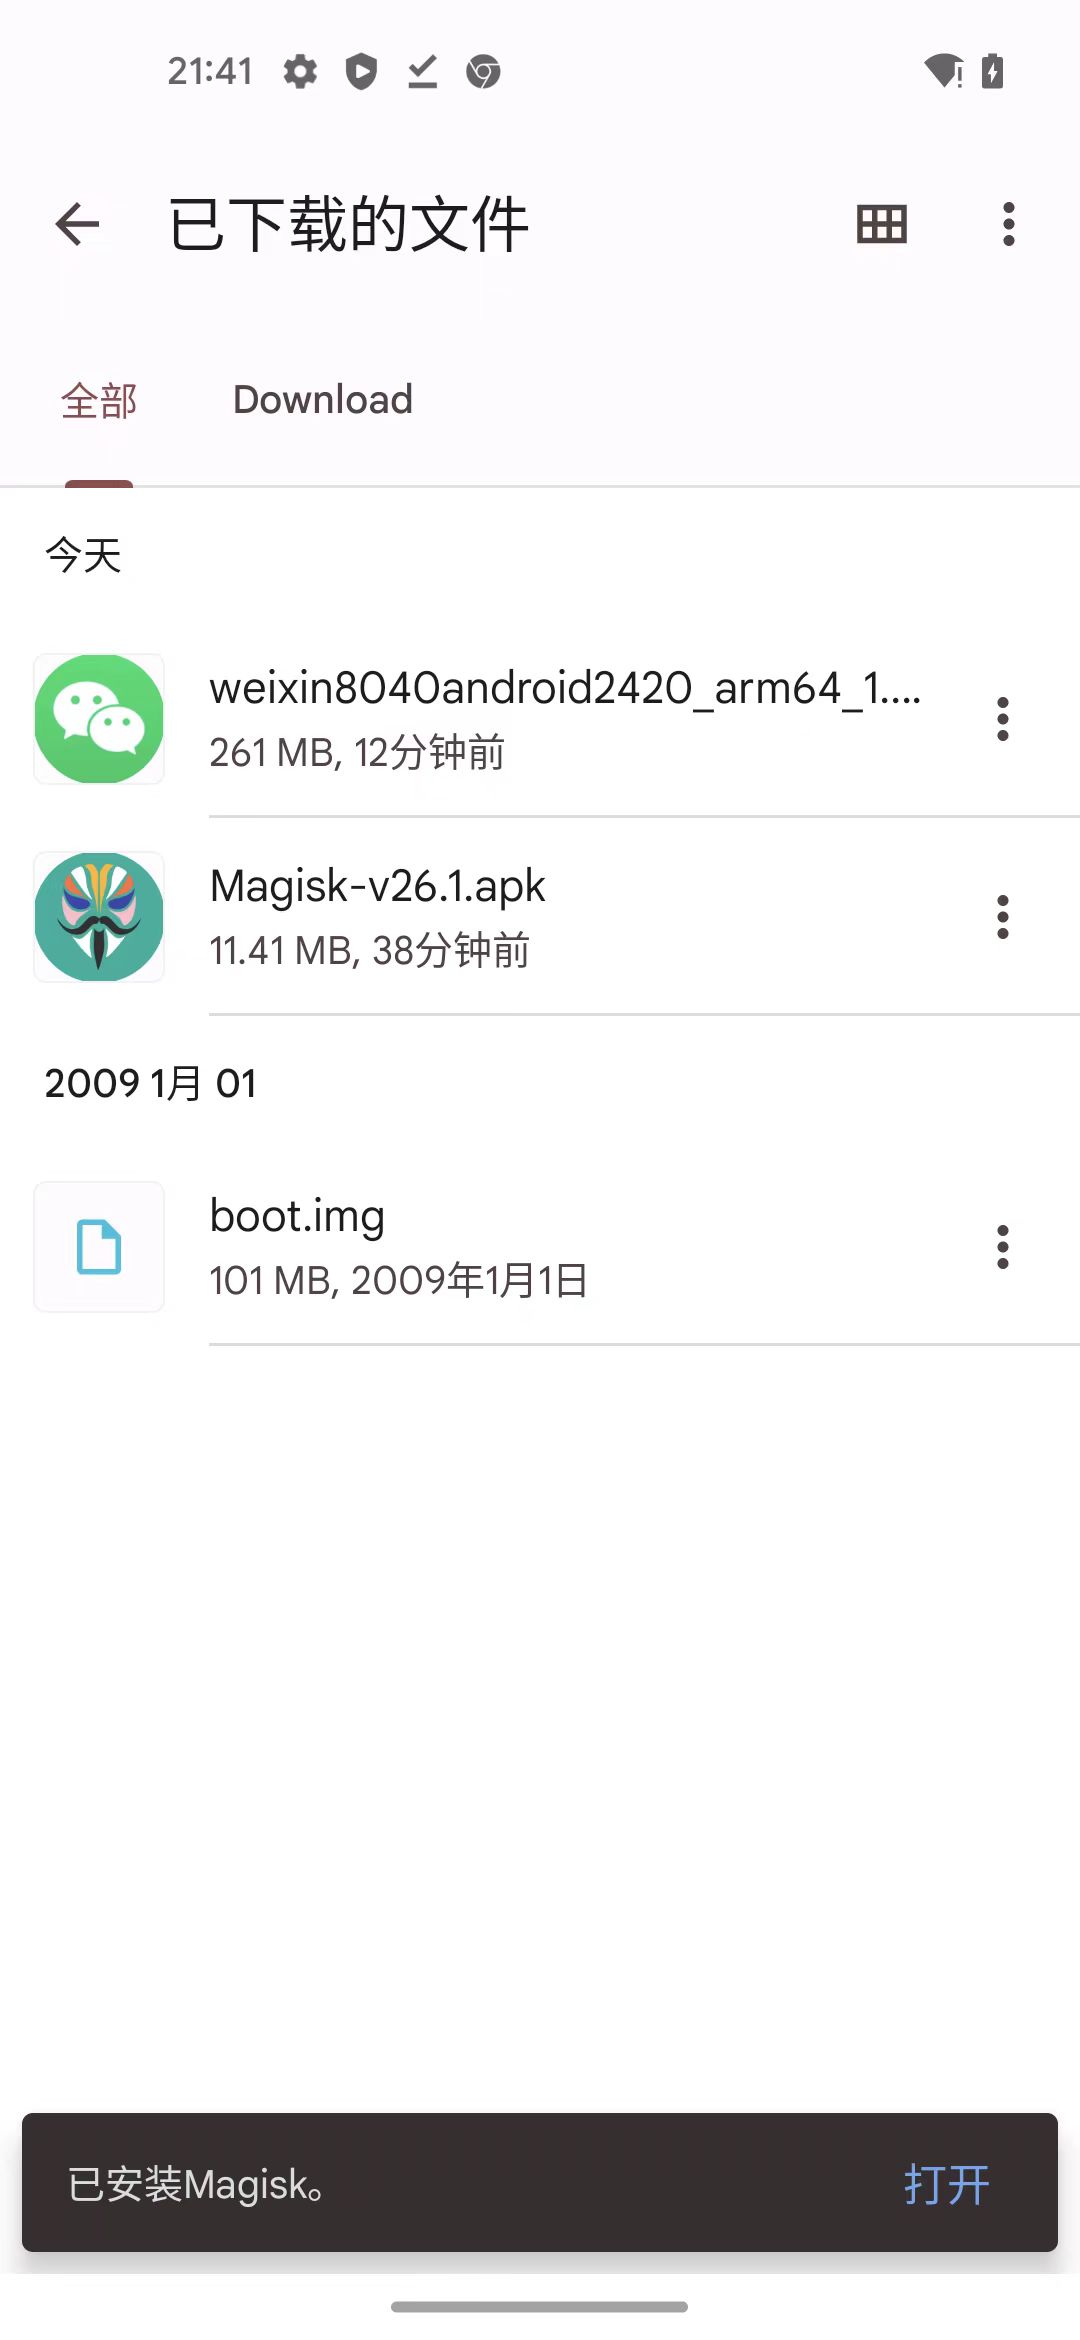 21:41
已下载的文件
全部
Download
今天
weixin8040android2420_arm64_1....
261 MB, 12分钟前
Magisk-v26.1.apk
11.41 MB, 38分钟前
2009 1月 01
boot.img
101 MB, 2009年1月1日
已安装Magisk。
打开